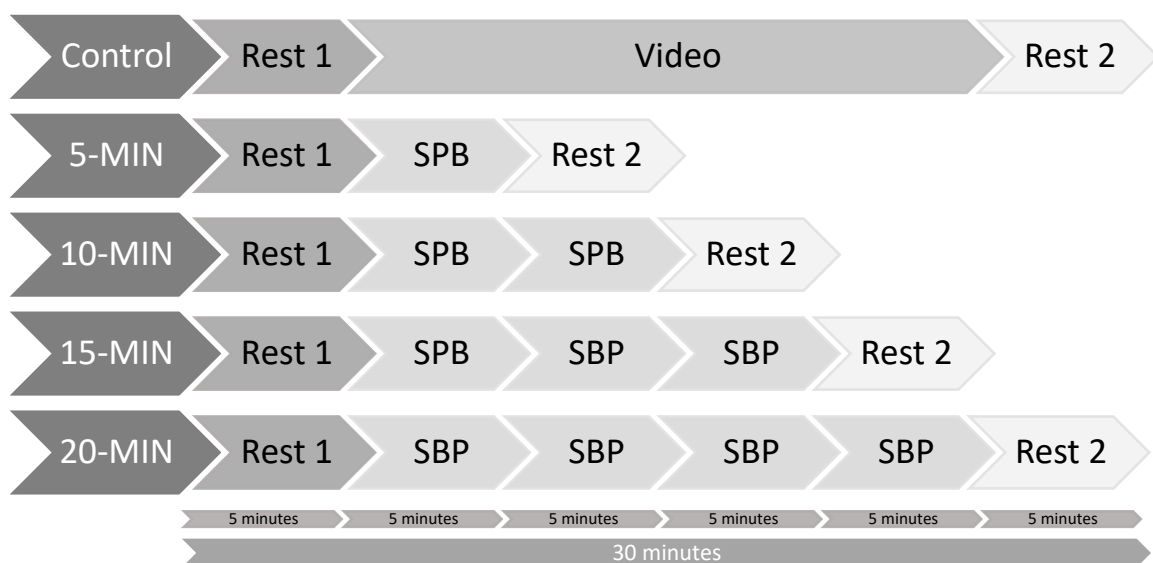 Control Rest 1 Video Rest 2
5-MIN Rest 1 SPB Rest 2
10-MIN Rest 1 SPB SPB Rest 2
15-MIN Rest 1 SPB SBP SBP Rest 2
20-MIN Rest 1 SBP SBP SBP SBP Rest 2
5 minutes 5 minutes 5 minutes 5 minutes 5 minutes 5 minutes
30 minutes